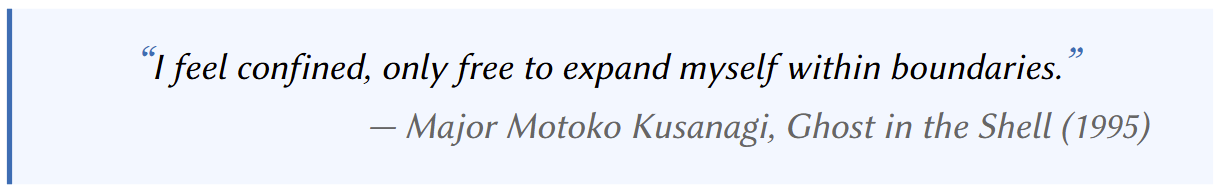 “I feel confined, only free to expand myself within boundaries.”
— Major Motoko Kusanagi, Ghost in the Shell (1995)